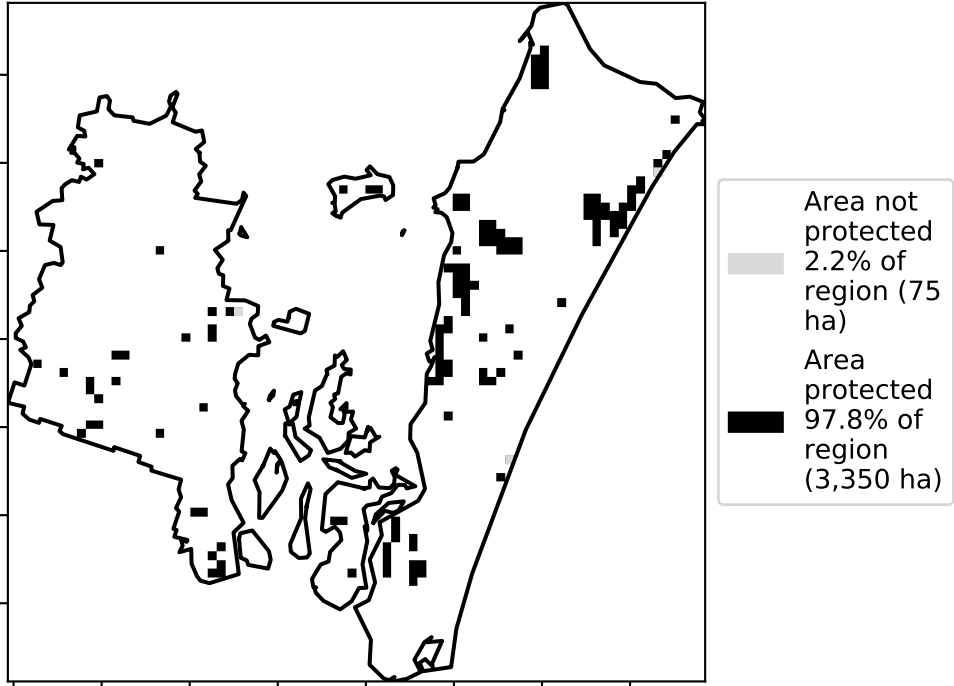 Area not
protected
2.2% of
region (75
ha)
Area
protected
97.8% of
region
(3,350 ha)